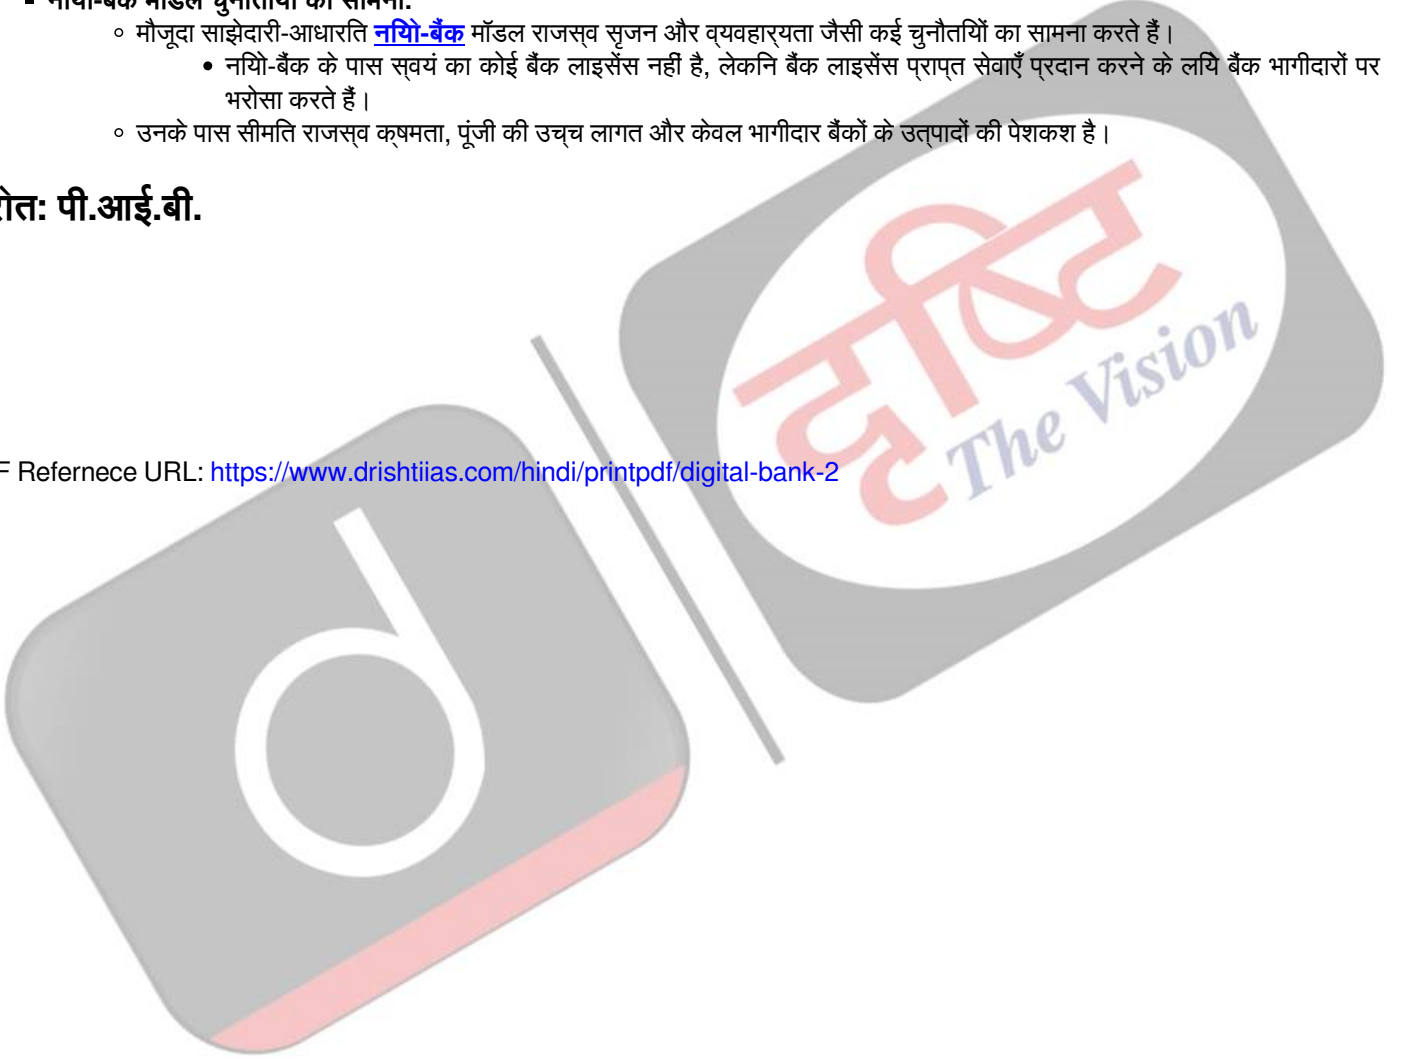 मौजूदा साझेदारी-आधारित नियो-बैंक मॉडल राजस्व सृजन और व्यवहार्यता जैसी कई चुनौतियों का सामना करते हैं।
नियो-बैंक के पास स्वयं का कोई बैंक लाइसेंस नहीं है, लेकिन बैंक लाइसेंस प्राप्त सेवाएँ प्रदान करने के लिये बैंक भागीदारों पर
भरोसा करते हैं।
उनके पास सीमित राजस्व क्षमता, पूंजी की उच्च लागत और केवल भागीदार बैंकों के उत्पादों की पेशकश है।
पी.आई.बी.
दृष्टि
The Vision
F Refernece URL: https://www.drishtiias.com/hindi/printpdf/digital-bank-2
d